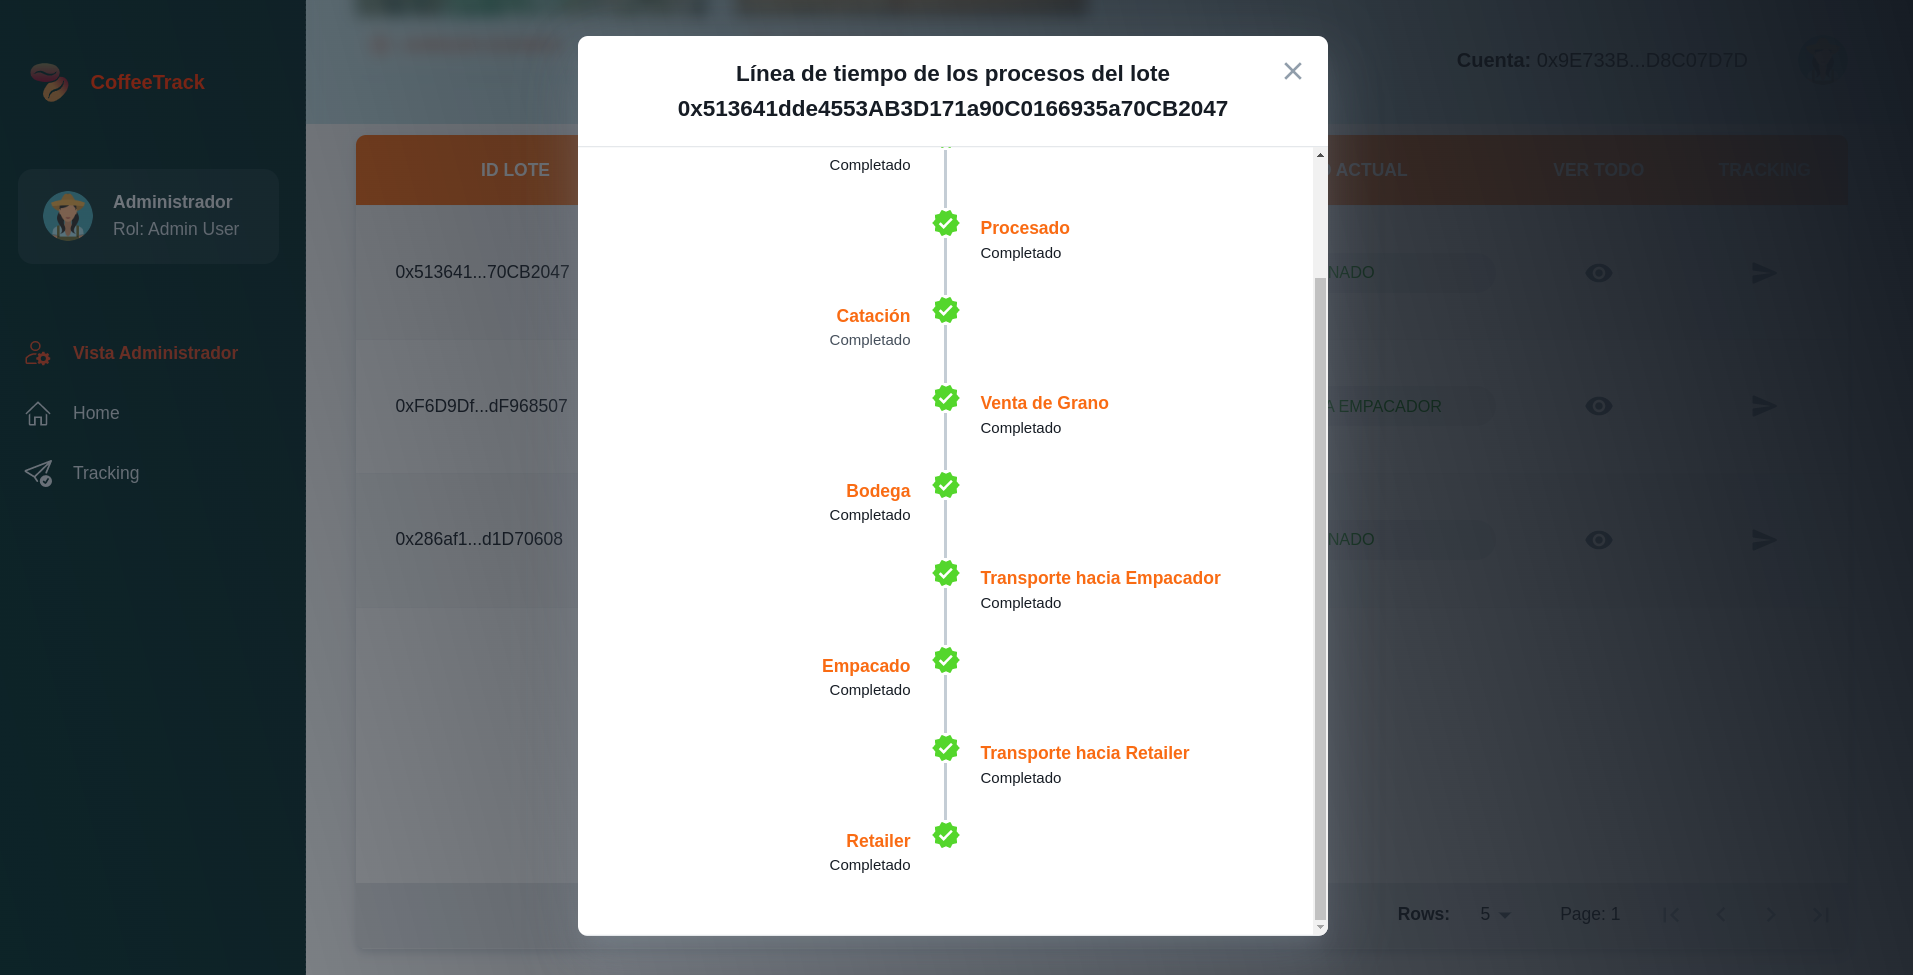 CoffeeTrack
Administrador
Rol: Admin User
Vista Administrador
Home
Tracking
Cuenta: 0x9E733B...D8C07D7D
Línea de tiempo de los procesos del lote
0x513641dde4553AB3D171a90C0166935a70CB2047
Completado
Procesado
Completado
Catación
Completado
Venta de Grano
Completado
Bodega
Completado
Transporte hacia Empacador
Completado
Empacado
Completado
Transporte hacia Retailer
Completado
Retailer
Completado
ID LOTE
ACTUAL
VER TODO
TRACKING
0x513641...70CB2047
NADO
0xF6D9Df...dF968507
A EMPACADOR
0x286af1...d1D70608
NADO
Rows: 5
Page: 1